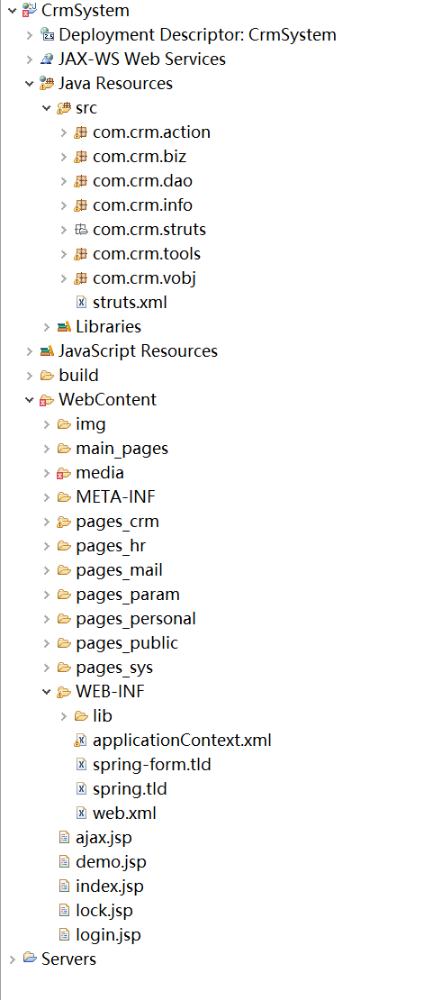 CrmSystem
Deployment Descriptor: CrmSystem
JAX-WS Web Services
Java Resources
src
com.crm.action
com.crm.biz
com.crm.dao
com.crm.info
com.crm.struts
com.crm.tools
com.crm.vobj
struts.xml
Libraries
JavaScript Resources
build
WebContent
img
main_pages
media
META-INF
pages_crm
pages_hr
pages_mail
pages_param
pages_personal
pages_public
pages_sys
WEB-INF
lib
applicationContext.xml
spring-form.tld
spring.tld
web.xml
ajax.jsp
demo.jsp
index.jsp
lock.jsp
login.jsp
Servers